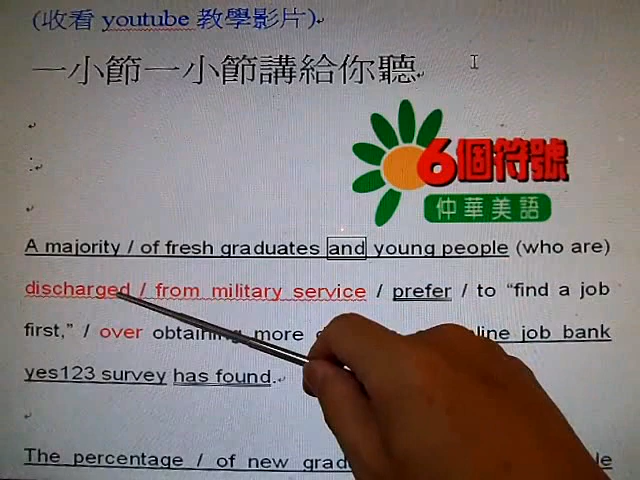 (收看 youtube 教學影片)
一小節一小節講給你聽
:
6個符號
仲華美語
A majority / of fresh graduates and young people (who are)
discharged / from military service / prefer / to “find a job
first,” / over obtaining more job bank
yes123 survey has found.
The percentage / of new